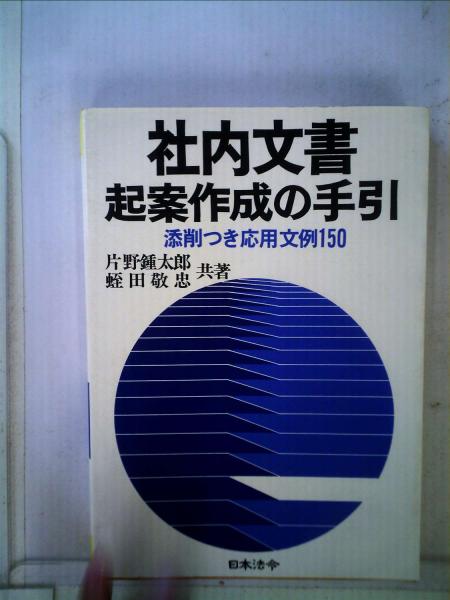 社内文書
起案作成の手引
添削つき応用文例150
片野鍾太郎
蛭田敬忠
共著
日本法令